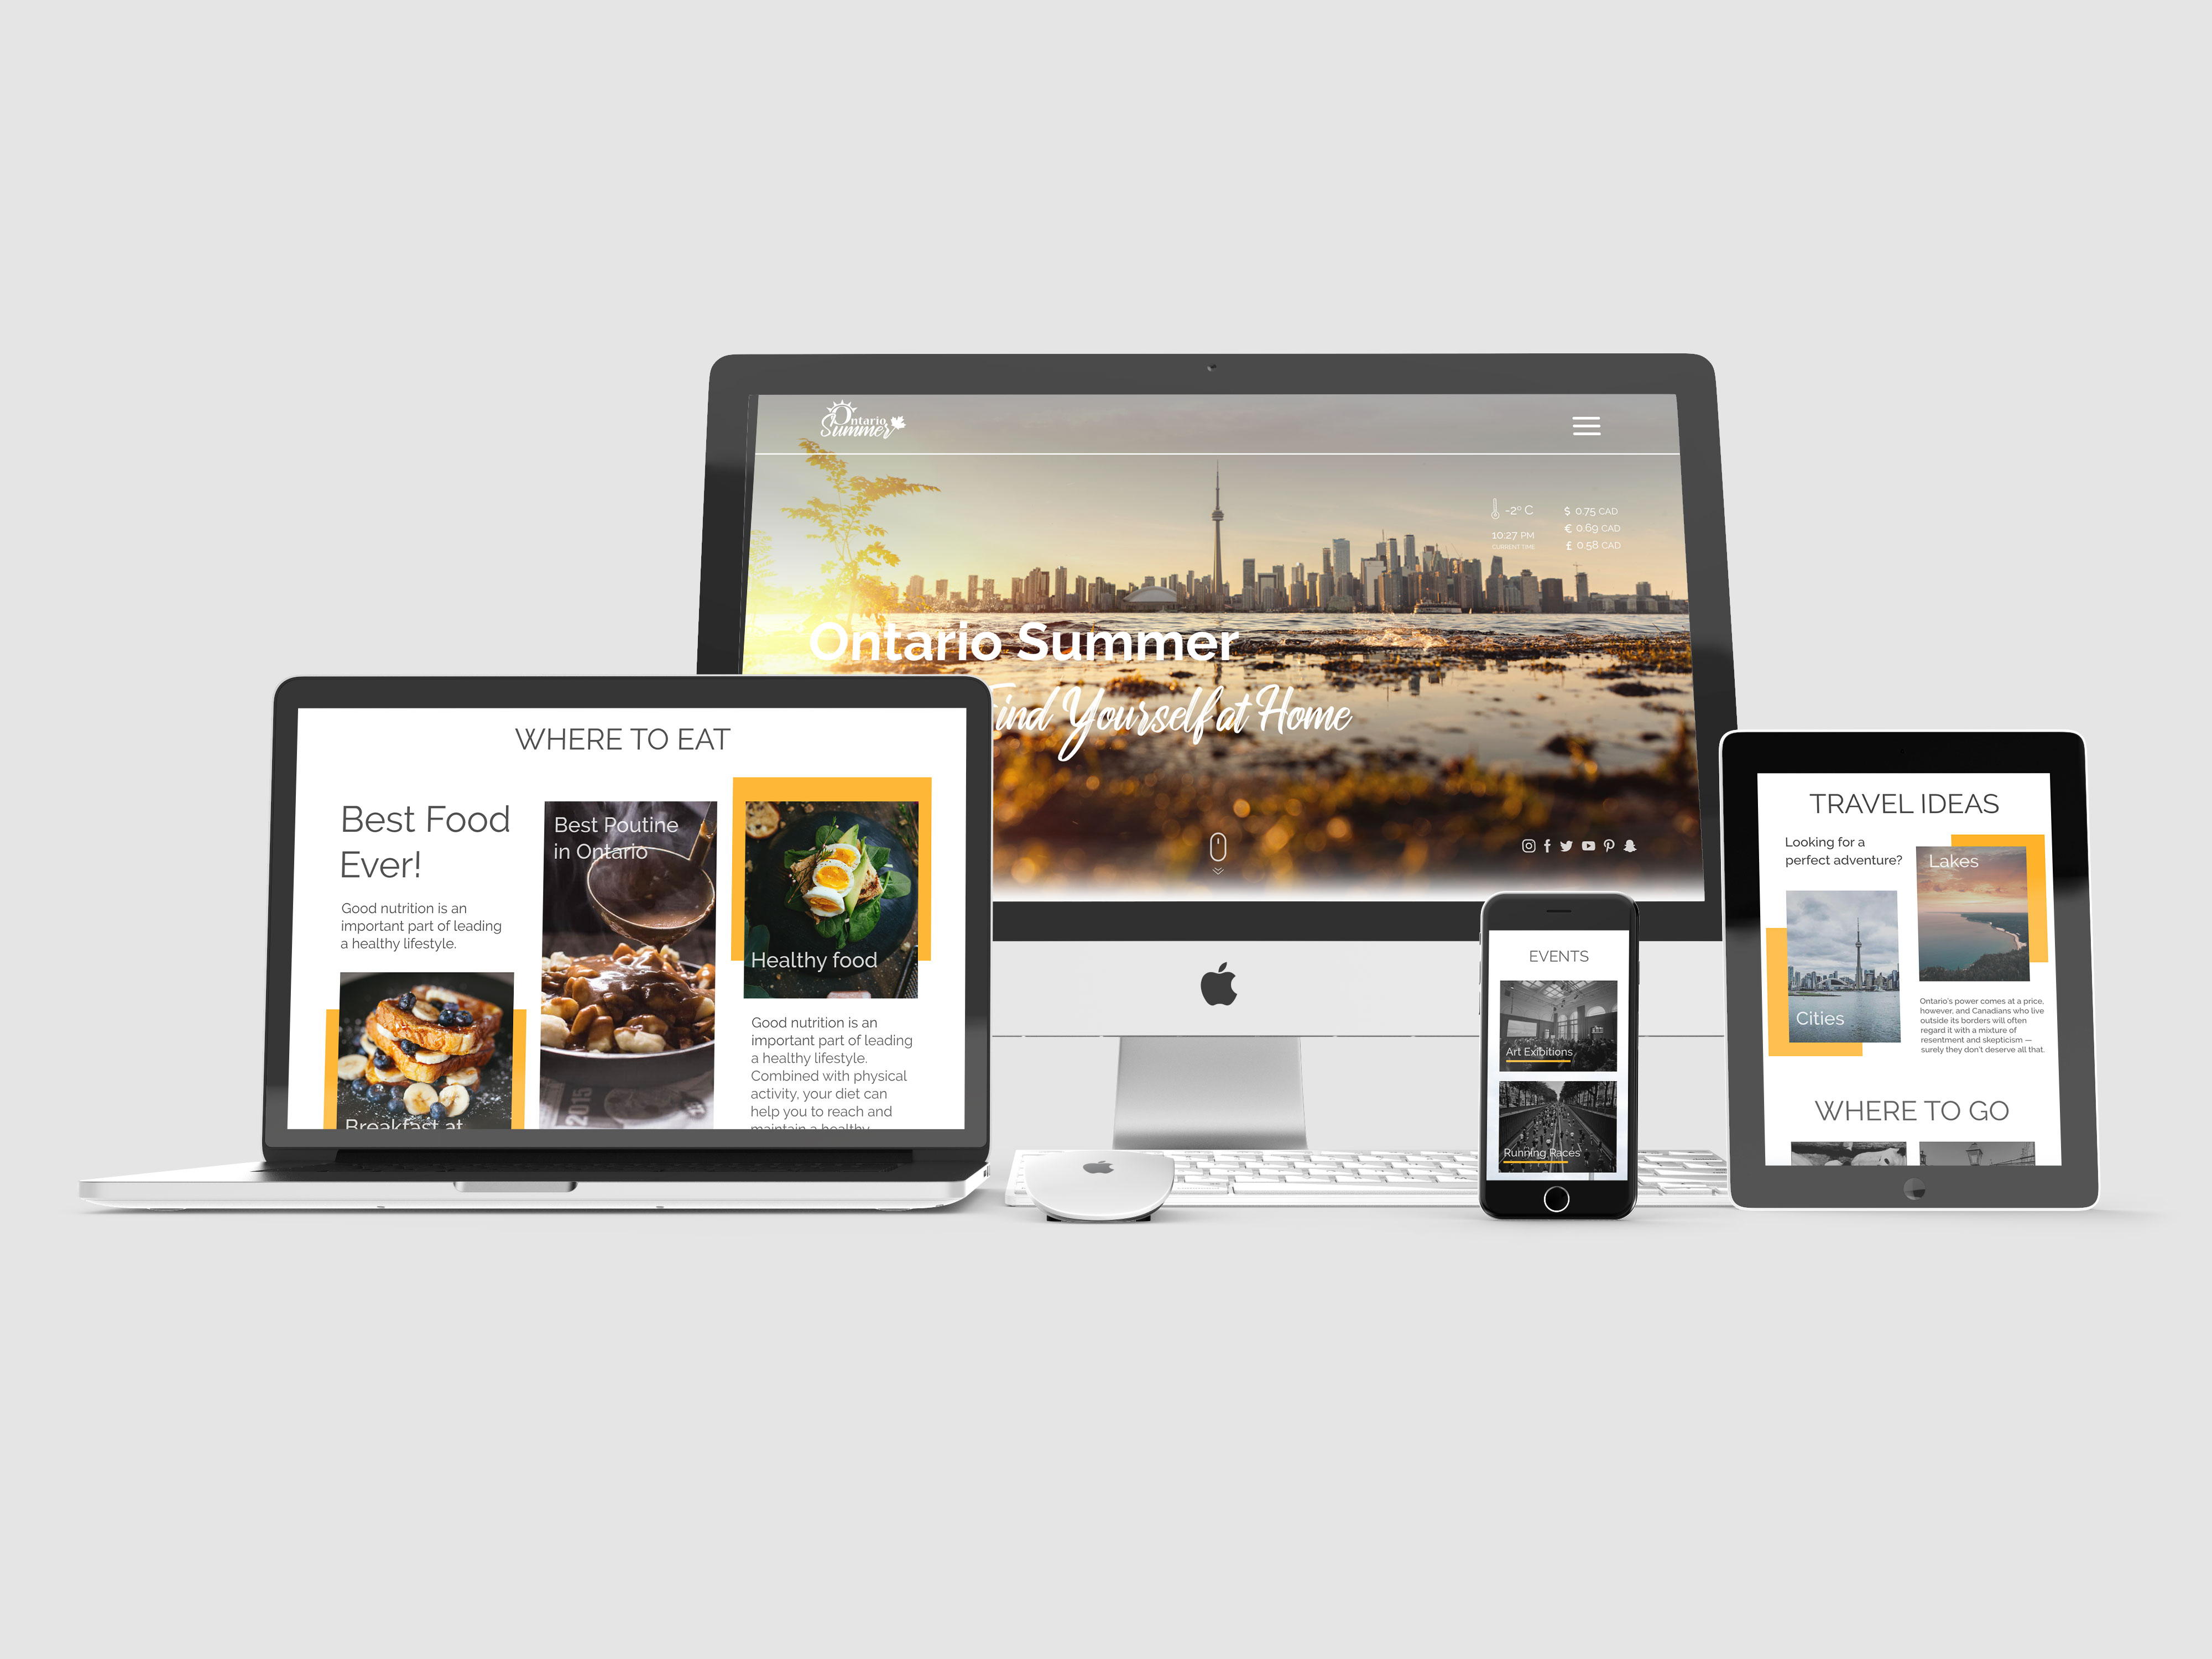 Ontario
Summer
-2° C
10:27 PM
CURRENT TIME
$ 0.75 CAD
€ 0.69 CAD
£ 0.58 CAD
Ontario Summer
Find Yourself at Home
WHERE TO EAT
Best Food
Ever!
Good nutrition is an
important part of leading
a healthy lifestyle.
Breakfast at
Best Poutine
in Ontario
2015
Healthy food
Good nutrition is an
important part of leading
a healthy lifestyle.
Combined with physical
activity, your diet can
help you to reach and
maintain a healthy
EVENTS
Art Exibitions
Running Races
TRAVEL IDEAS
Looking for a
perfect adventure?
Cities
Lakes
Ontario's power comes at a price,
however, and Canadians who live
outside its borders will often
regard it with a mixture of
resentment and skepticism —
surely they don't deserve all that.
WHERE TO GO